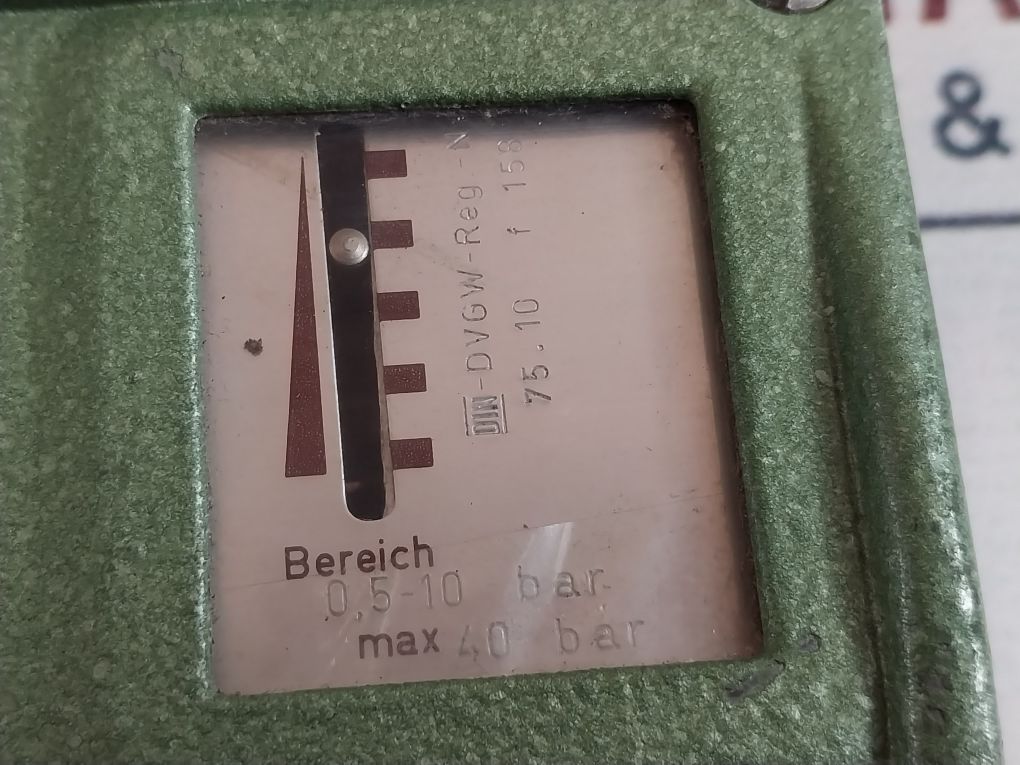 DIN-DVGW-Reg-N
75.10 f 158
Bereich
0,5-10 bar
max 40 bar
&